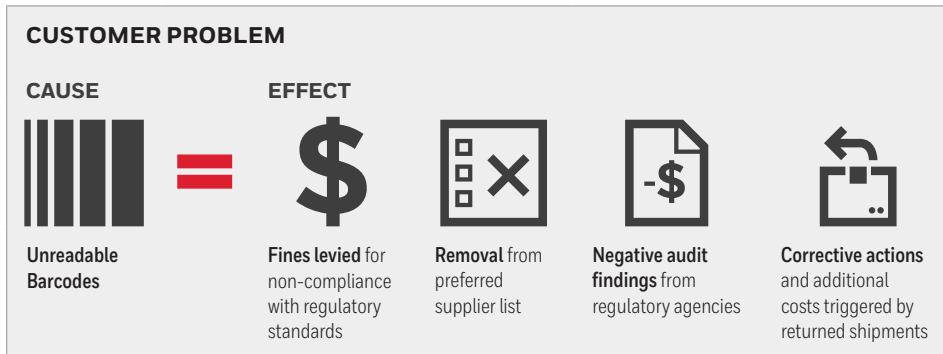 CUSTOMER PROBLEM
CAUSE
EFFECT
$
-$
Unreadable
Barcodes
Fines levied for
non-compliance
with regulatory
standards
Removal from
preferred
supplier list
Negative audit
findings from
regulatory agencies
Corrective actions
and additional
costs triggered by
returned shipments